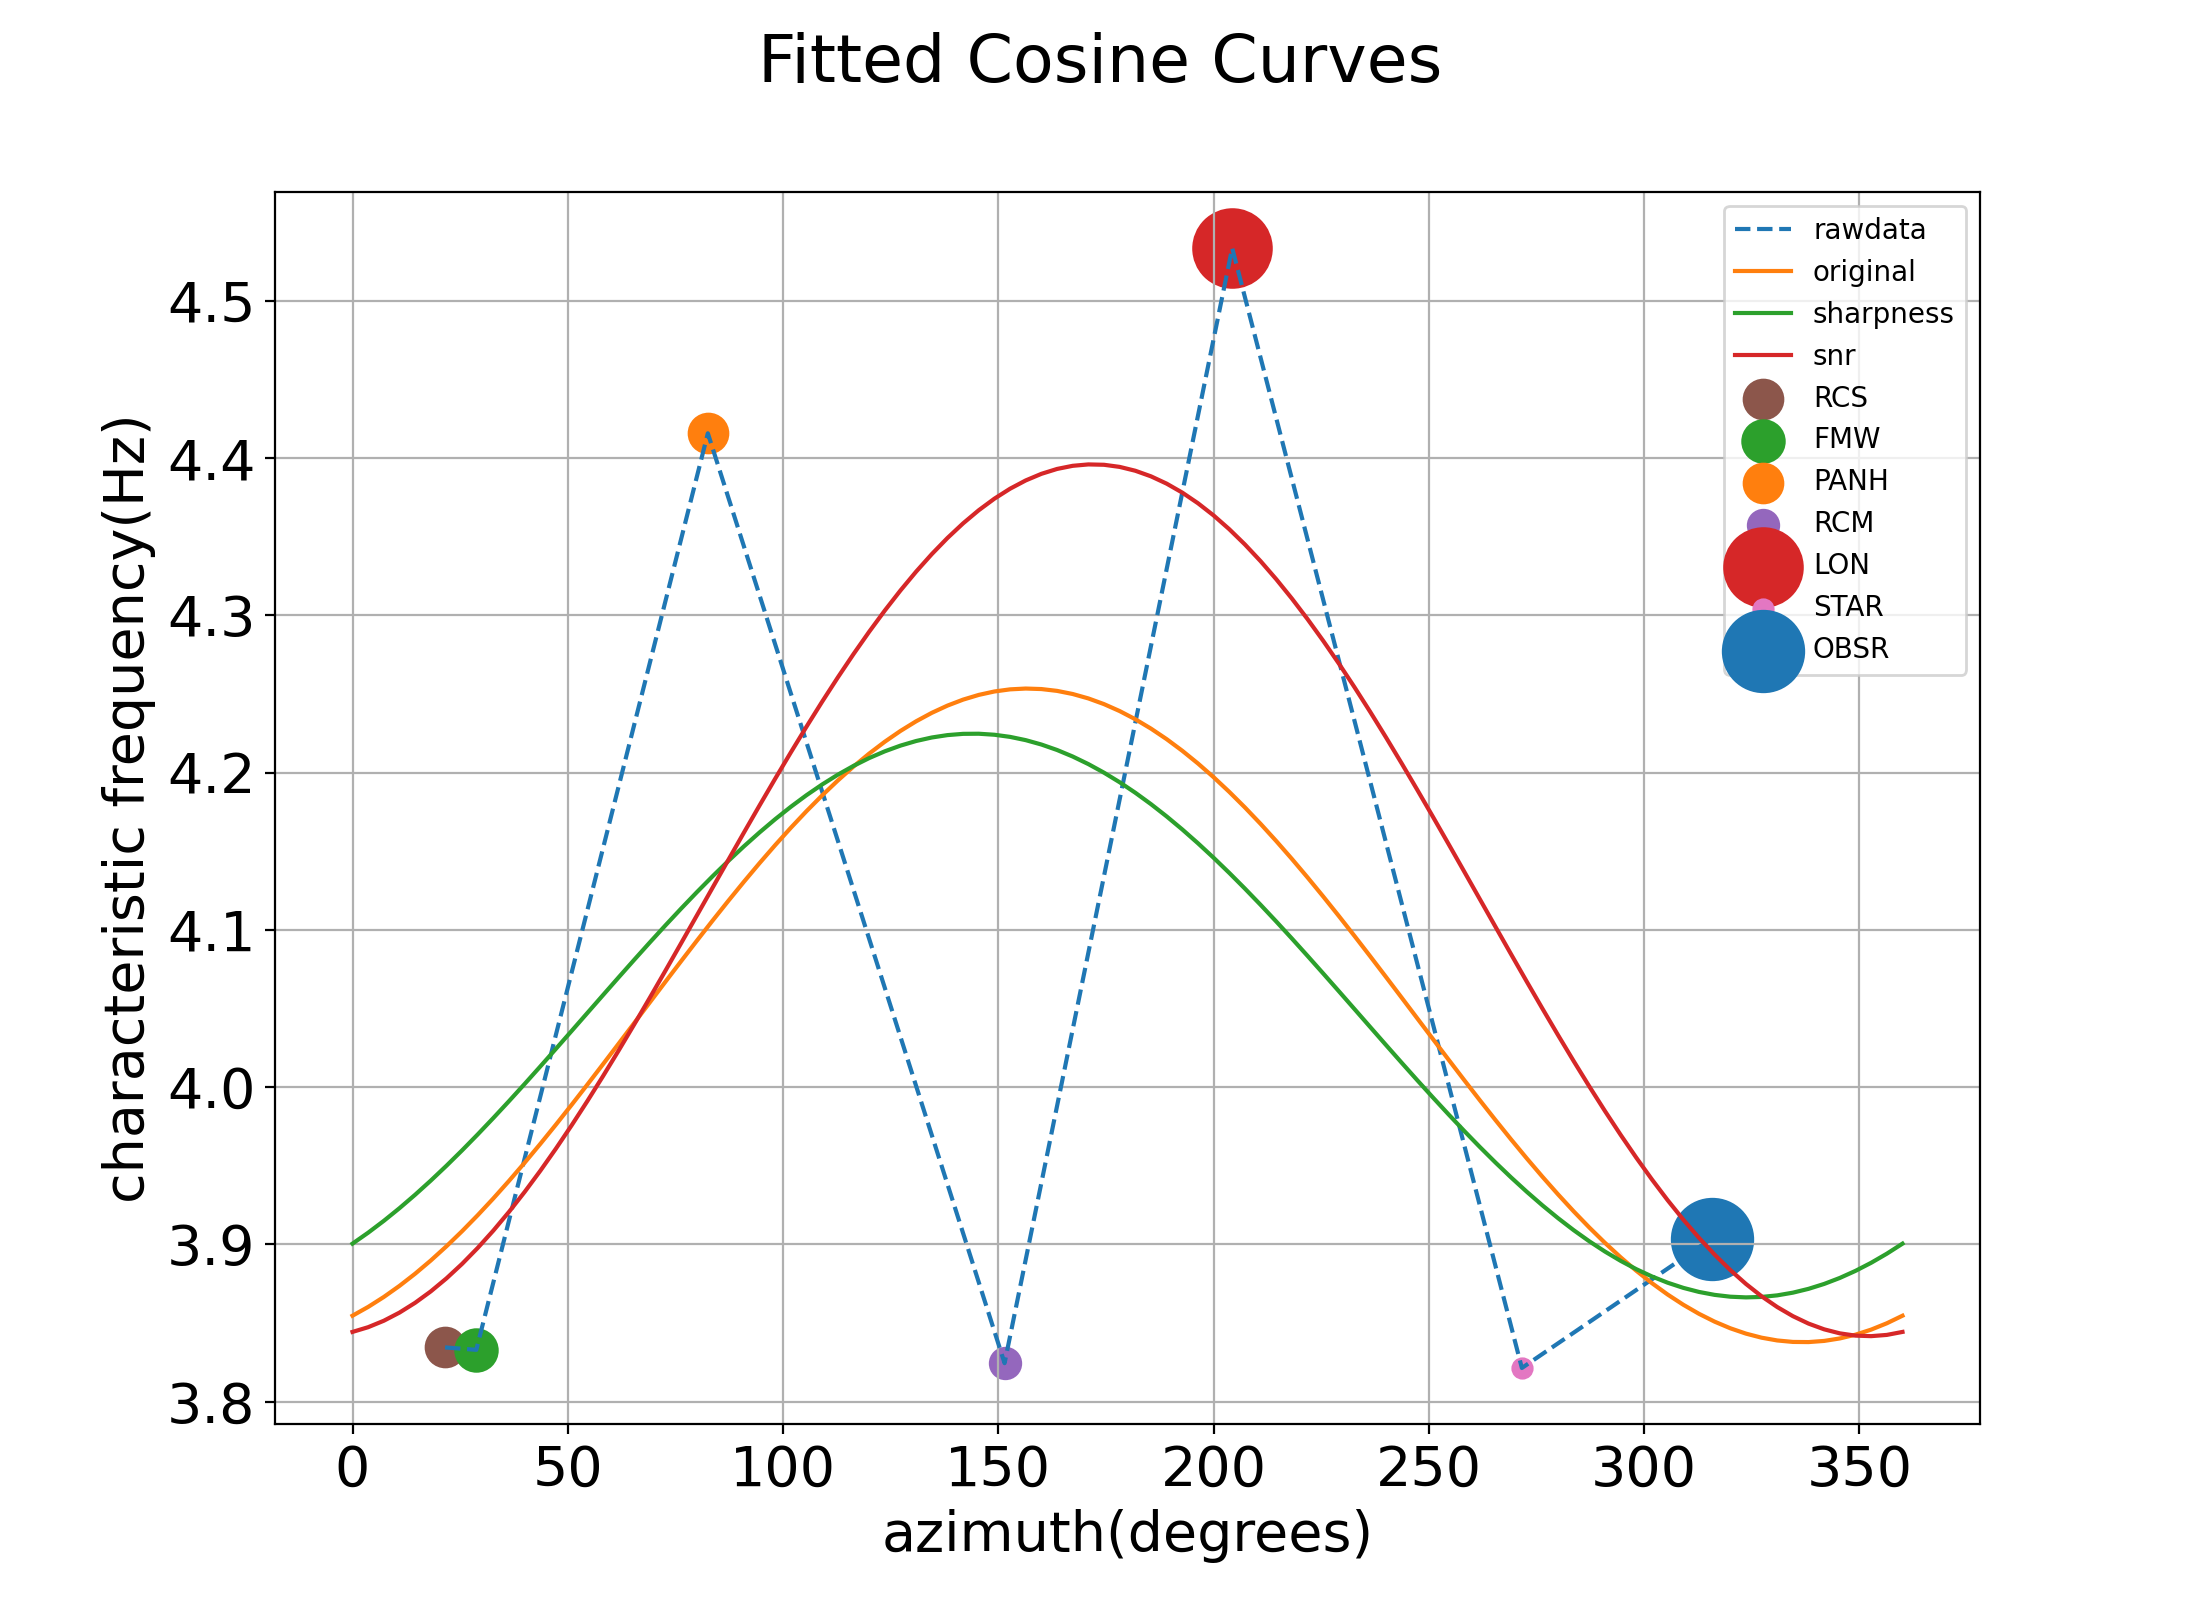 Fitted Cosine Curves
characteristic frequency(Hz)
4.5
4.4
4.3
4.2
4.1
4.0
3.9
3.8
0 50 100 150 200 250 300 350
azimuth(degrees)
rawdata
original
sharpness
snr
RCS
FMW
PANH
RCM
LON
STAR
OBSR